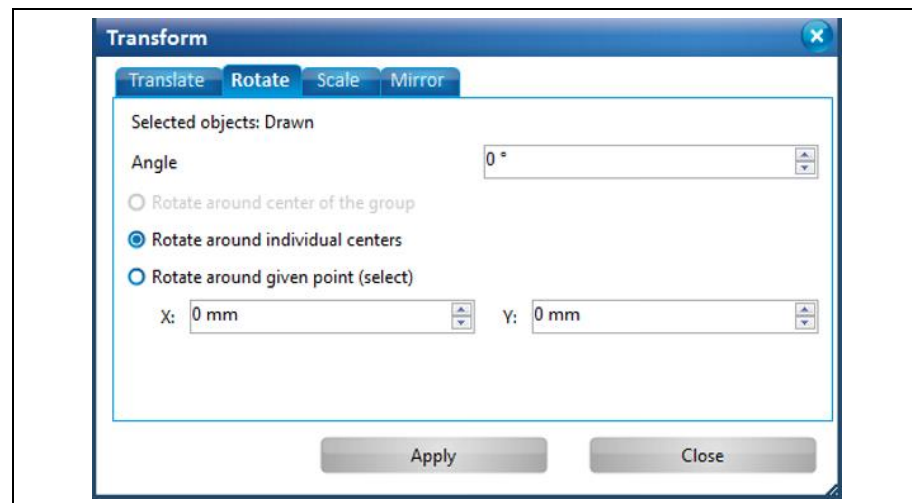 Transform
Translate Rotate Scale Mirror
Selected objects: Drawn
Angle 0 °
Rotate around center of the group
Rotate around individual centers
Rotate around given point (select)
X: 0 mm Y: 0 mm
Apply Close